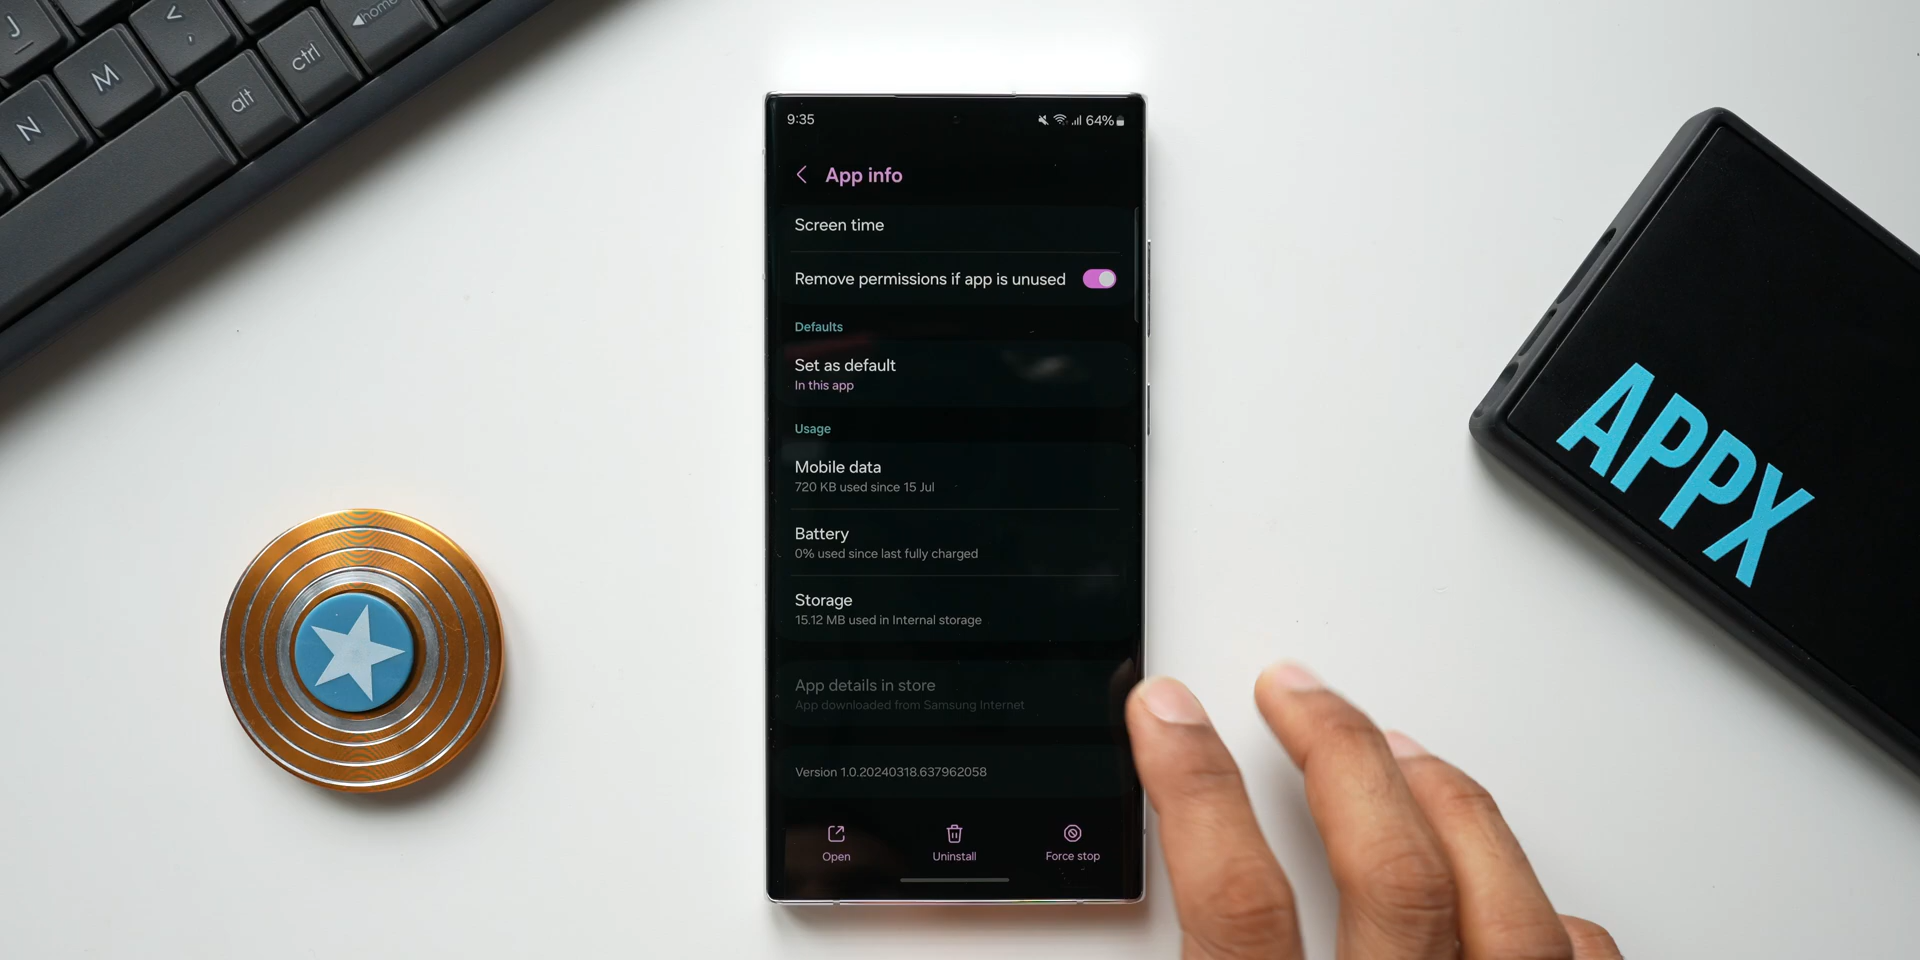 J
<
,
◀home
M
ctrl
alt
N
9:35
64%
App info
Screen time
Remove permissions if app is unused
Defaults
Set as default
In this app
Usage
Mobile data
720 KB used since 15 Jul
Battery
0% used since last fully charged
Storage
15.12 MB used in Internal storage
App details in store
App downloaded from Samsung Internet
Version 1.0.20240318.637962058
Open
Uninstall
Force stop
APPX